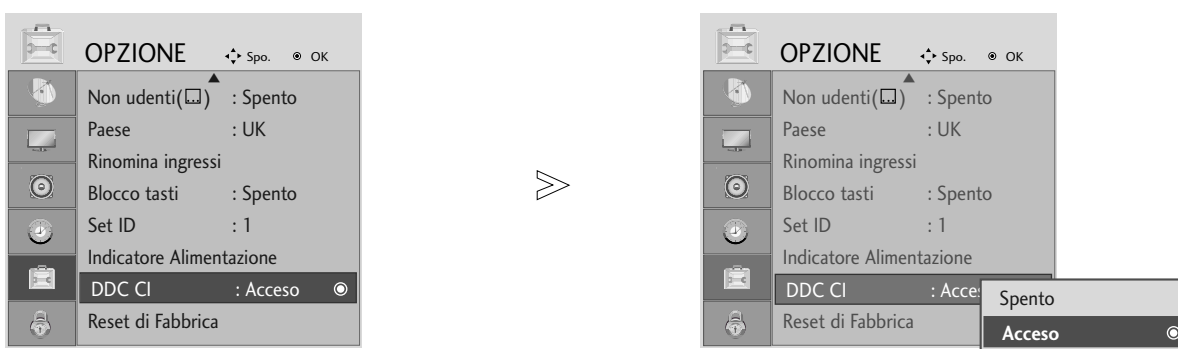 OPZIONE Spo. OK
Non udenti( ) : Spento
Paese : UK
Rinomina ingressi
Blocco tasti : Spento
Set ID : 1
Indicatore Alimentazione
DDC CI : Acceso
Reset di Fabbrica
OPZIONE Spo. OK
Non udenti( ) : Spento
Paese : UK
Rinomina ingressi
Blocco tasti : Spento
Set ID : 1
Indicatore Alimentazione
DDC CI : Acce
Reset di Fabbrica
Spento
Acceso